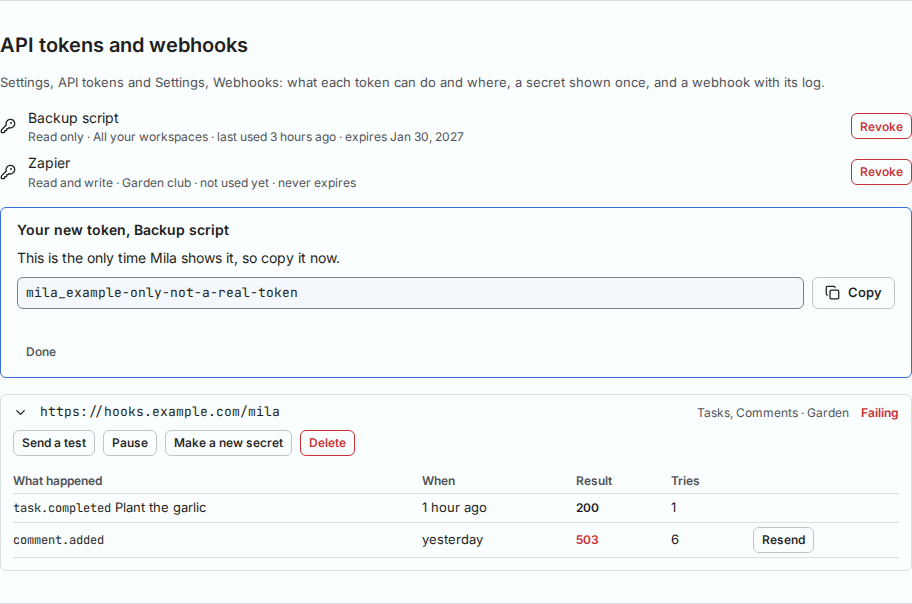 API tokens and webhooks
Settings, API tokens and Settings, Webhooks: what each token can do and where, a secret shown once, and a webhook with its log.
Backup script
Read only · All your workspaces · last used 3 hours ago · expires Jan 30, 2027
Revoke
Zapier
Read and write · Garden club · not used yet · never expires
Revoke
Your new token, Backup script
This is the only time Mila shows it, so copy it now.
mila_example-only-not-a-real-token
Copy
Done
https://hooks.example.com/mila
Tasks, Comments · Garden Failing
Send a test Pause Make a new secret Delete
What happened When Result Tries
task.completed Plant the garlic 1 hour ago 200 1
comment.added yesterday 503 6 Resend